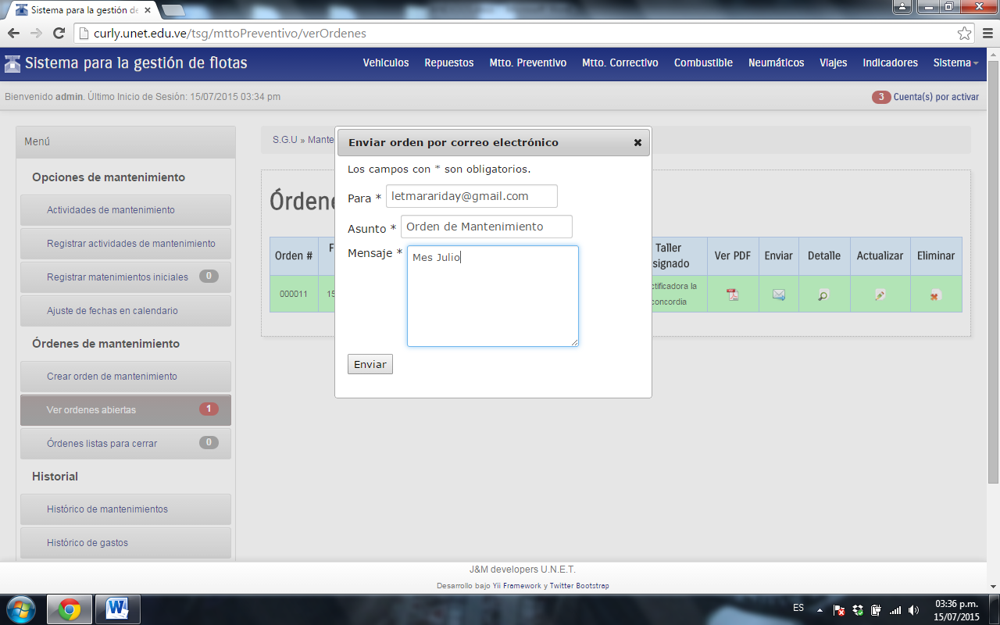 Sistema para la gestión de
curly.unet.edu.ve/tsg/mttoPreventivo/verOrdenes
Sistema para la gestión de flotas
Vehiculos Repuestos Mtto. Preventivo Mtto. Correctivo Combustible Neumáticos Viajes Indicadores Sistema
Bienvenido admin. Último Inicio de Sesión: 15/07/2015 03:34 pm
3 Cuenta(s) por activar
Menú
Opciones de mantenimiento
Actividades de mantenimiento
Registrar actividades de mantenimiento
Registrar matenimientos iniciales 0
Ajuste de fechas en calendario
Órdenes de mantenimiento
Crear orden de mantenimiento
Ver ordenes abiertas 1
Órdenes listas para cerrar 0
Historial
Histórico de mantenimientos
Histórico de gastos
S.G.U » Mante
Órdene
Orden # F Taller Ver PDF Enviar Detalle Actualizar Eliminar
signado
000011 15 ctificadora la
concordia
Enviar orden por correo electrónico
Los campos con * son obligatorios.
Para * letmarariday@gmail.com
Asunto * Orden de Mantenimiento
Mensaje * Mes Julio
Enviar
J&M developers U.N.E.T.
Desarrollo bajo Yii Framework y Twitter Bootstrap
ES
03:36 p.m.
15/07/2015